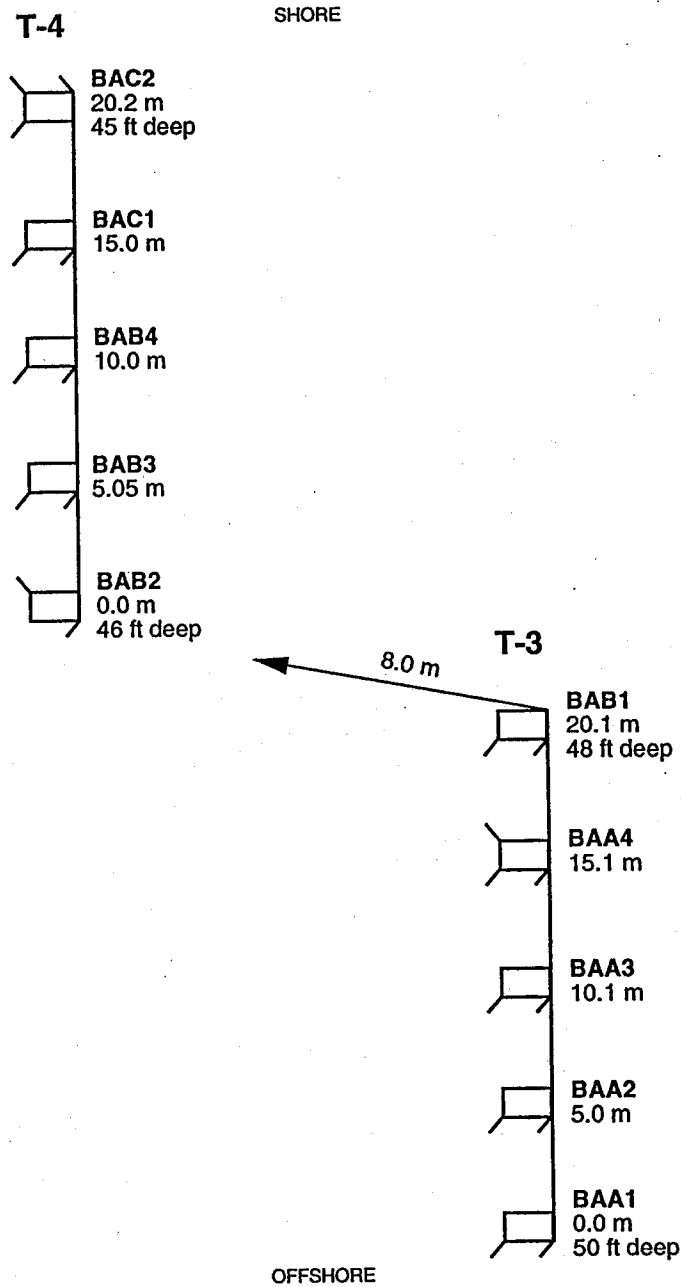 SHORE
T-4
BAC2
20.2 m
45 ft deep
BAC1
15.0 m
BAB4
10.0 m
BAB3
5.05 m
BAB2
0.0 m
46 ft deep
T-3
8.0 m
BAB1
20.1 m
48 ft deep
BAA4
15.1 m
BAA3
10.1 m
BAA2
5.0 m
BAA1
0.0 m
50 ft deep
OFFSHORE